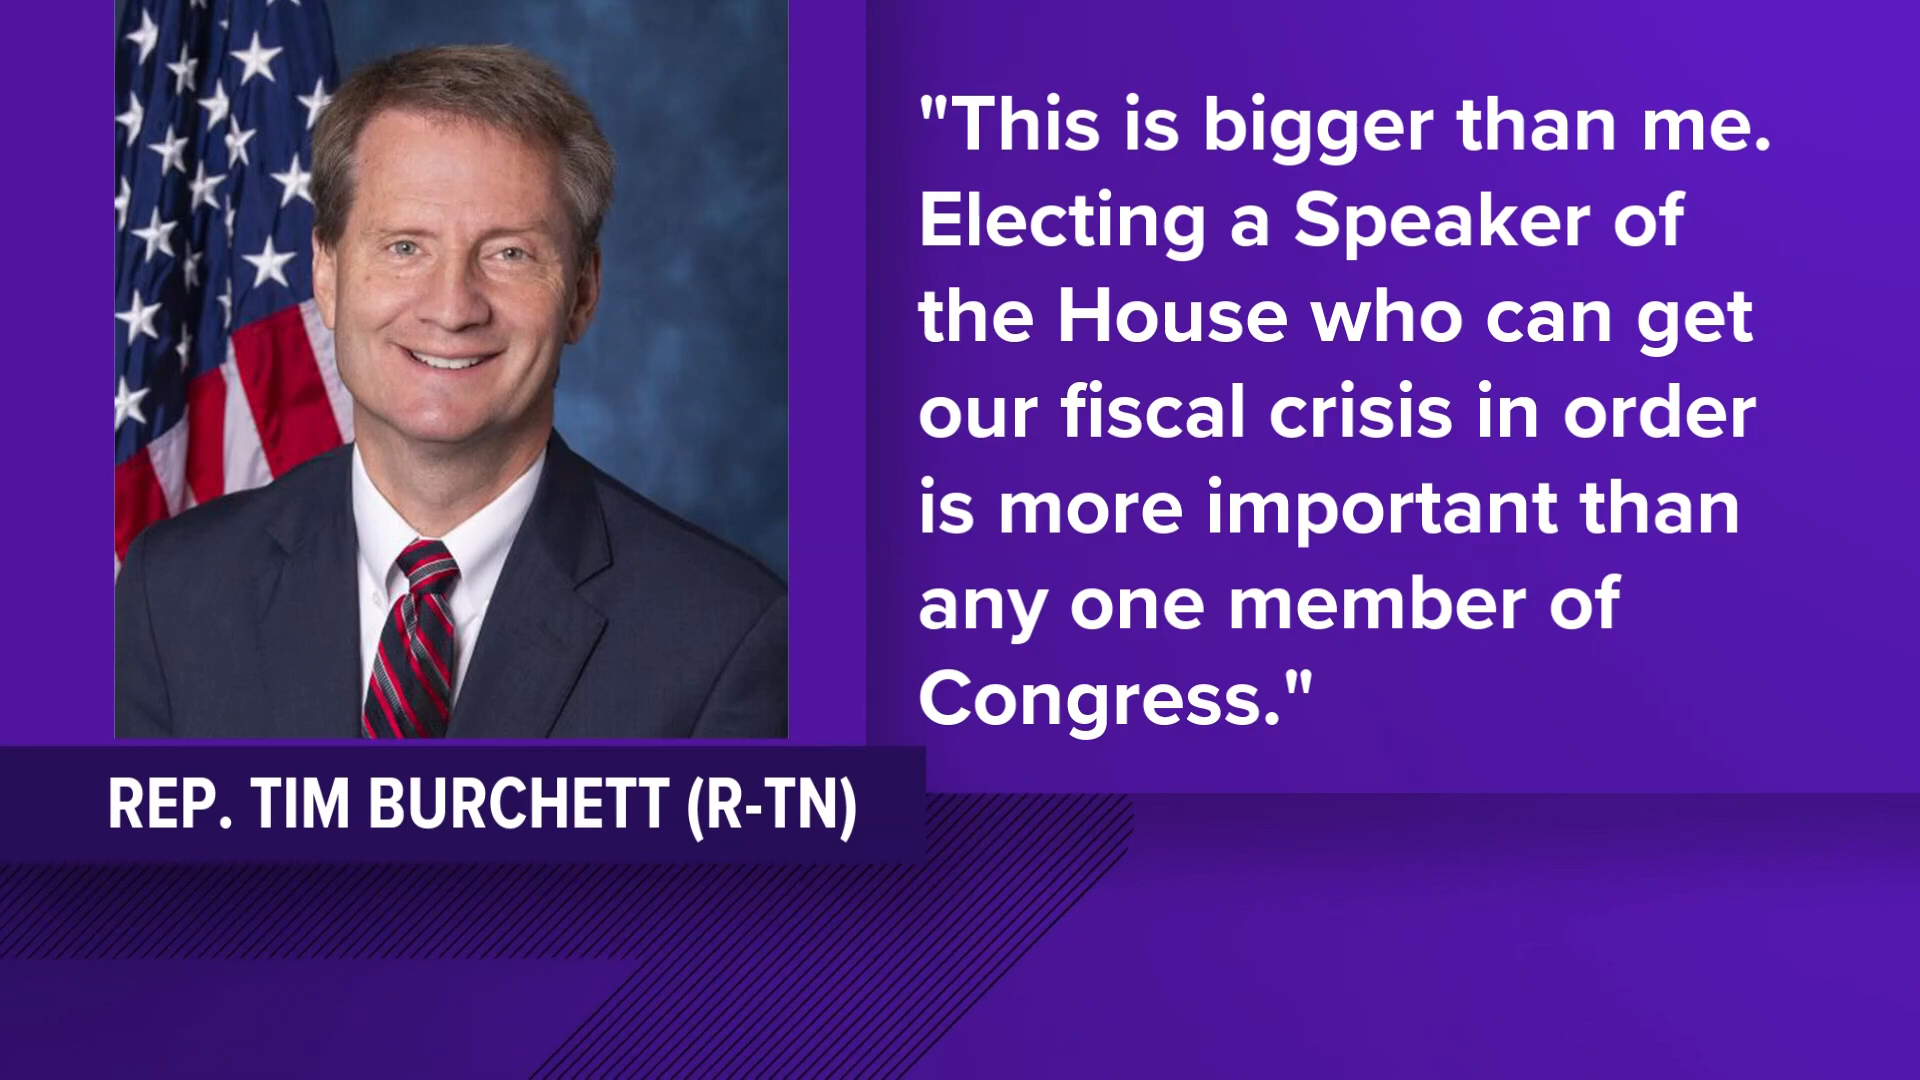 "This is bigger than me.
Electing a Speaker of
the House who can get
our fiscal crisis in order
is more important than
any one member of
Congress."
REP. TIM BURCHETT (R-TN)